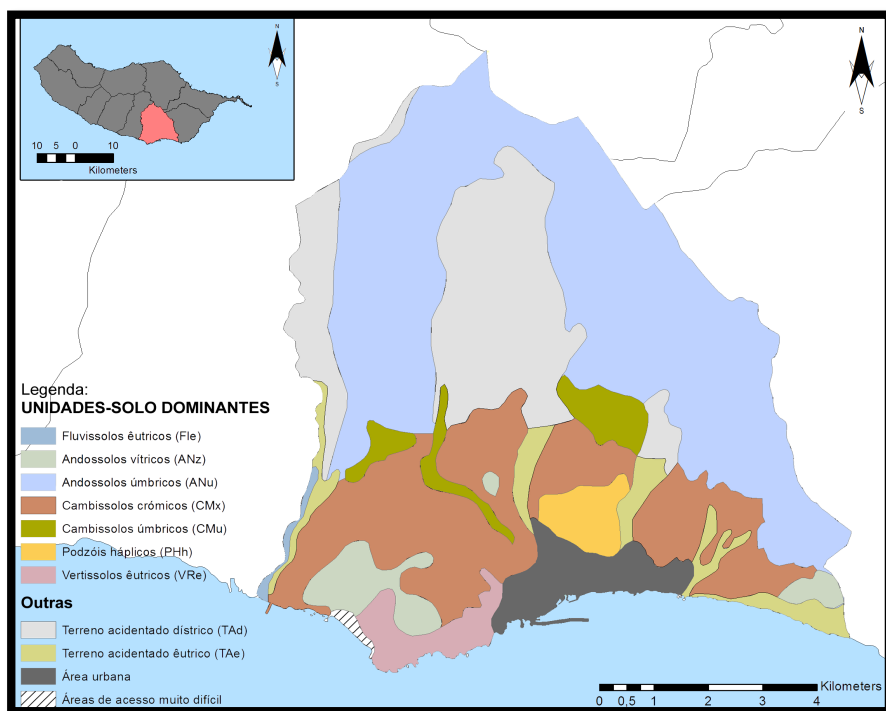 N
S
10 5 0 10
Kilometers
N
S
Legenda:
UNIDADES-SOLO DOMINANTES
Fluvissolos êutricos (Fle)
Andossolos vítricos (ANz)
Andossolos úmbricos (ANu)
Cambissolos crómicos (CMx)
Cambissolos úmbricos (CMu)
Podzóis háplicos (PHh)
Vertissolos êutricos (VRe)
Outras
Terreno acidentado dístrico (TAd)
Terreno acidentado êutrico (TAe)
Área urbana
Áreas de acesso muito difícil
Kilometers
0 0,5 1 2 3 4